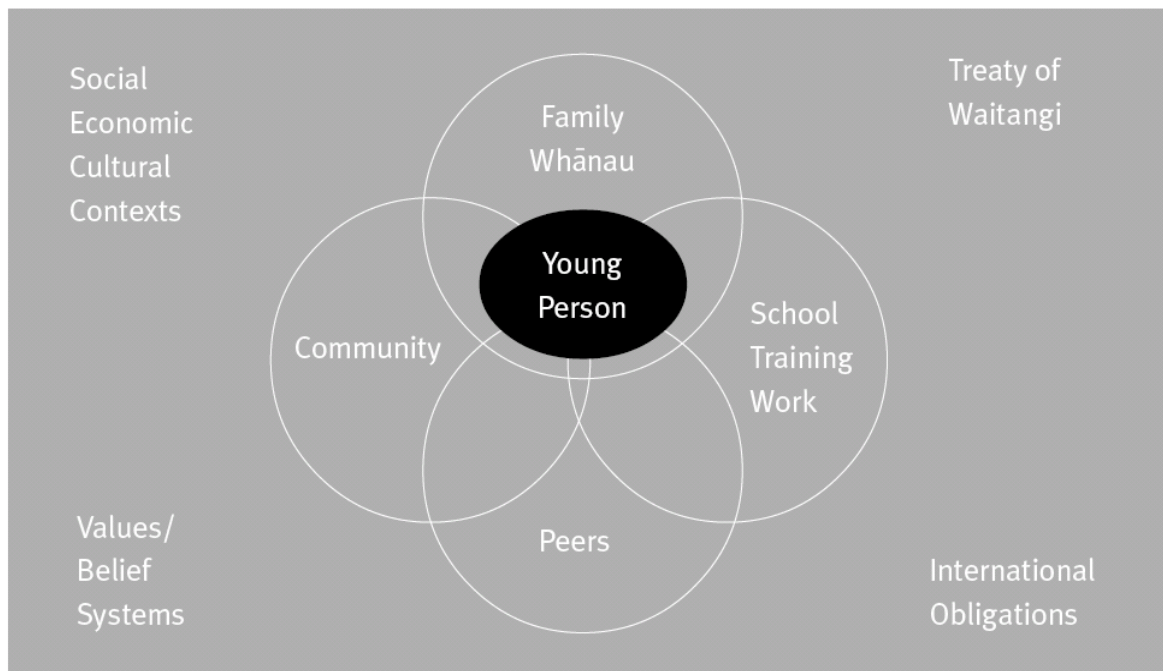 Social
Economic
Cultural
Contexts
Treaty of
Waitangi
Family
Whānau
Young
Person
Community
School
Training
Work
Peers
Values/
Belief
Systems
International
Obligations